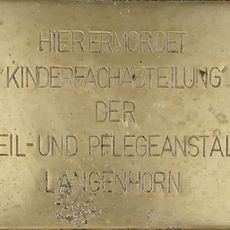 HIER ERMORDET
"KINDERFACHABTEILUNG"
DER
EIL- UND PFLEGEANSTAL
LANGENHORN